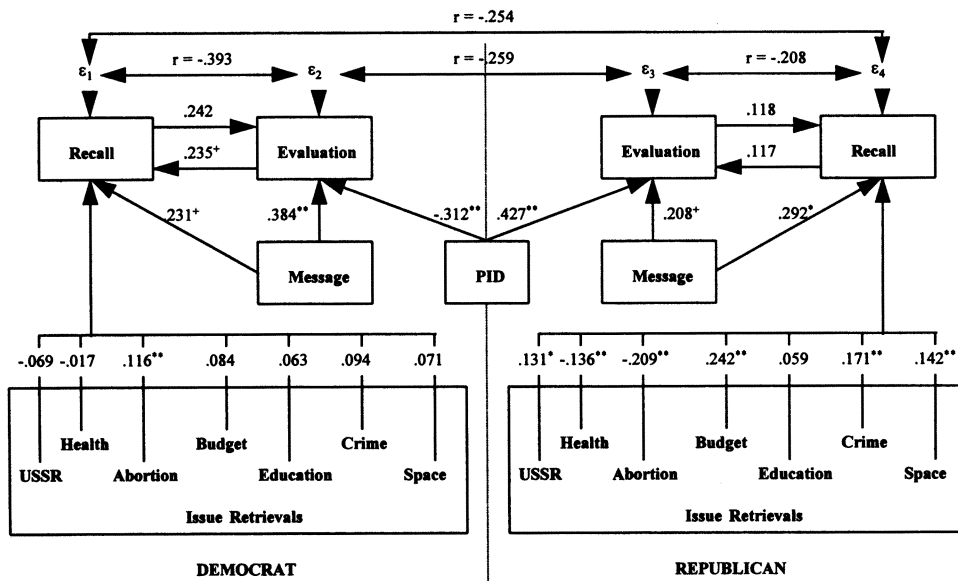 r = -.254
r = -.393
r = -.259
r = -.208
ε1 ε2 ε3 ε4
.242 .118
Recall Evaluation Evaluation Recall
.235+ .117
.231+ .384** -.312** .427** .208+ .292*
Message PID Message
-.069 -.017 .116** .084 .063 .094 .071
.131* -.136** -.209** .242** .059 .171** .142**
Health Budget Crime
USSR Abortion Education Space
Issue Retrievals
Health Budget Crime
USSR Abortion Education Space
Issue Retrievals
DEMOCRAT REPUBLICAN